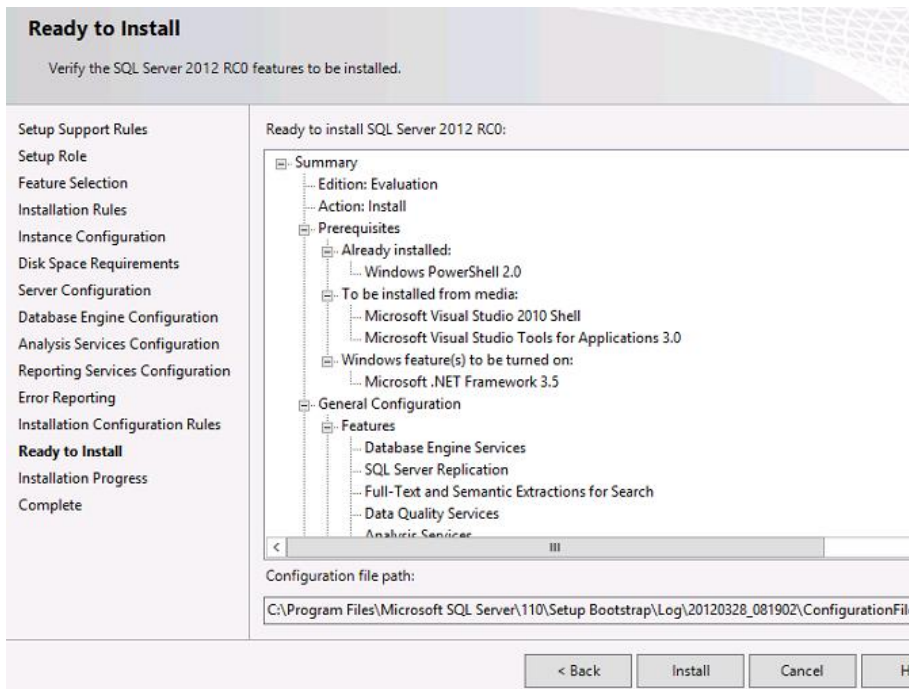 Ready to Install
Verify the SQL Server 2012 RC0 features to be installed.
Setup Support Rules
Setup Role
Feature Selection
Installation Rules
Instance Configuration
Disk Space Requirements
Server Configuration
Database Engine Configuration
Analysis Services Configuration
Reporting Services Configuration
Error Reporting
Installation Configuration Rules
Ready to Install
Installation Progress
Complete
Ready to install SQL Server 2012 RC0:
Summary
Edition: Evaluation
Action: Install
Prerequisites
Already installed:
Windows PowerShell 2.0
To be installed from media:
Microsoft Visual Studio 2010 Shell
Microsoft Visual Studio Tools for Applications 3.0
Windows feature(s) to be turned on:
Microsoft .NET Framework 3.5
General Configuration
Features
Database Engine Services
SQL Server Replication
Full-Text and Semantic Extractions for Search
Data Quality Services
Analysis Services
Configuration file path:
C:\Program Files\Microsoft SQL Server\110\Setup Bootstrap\Log\20120328_081902\ConfigurationFil
< Back Install Cancel H